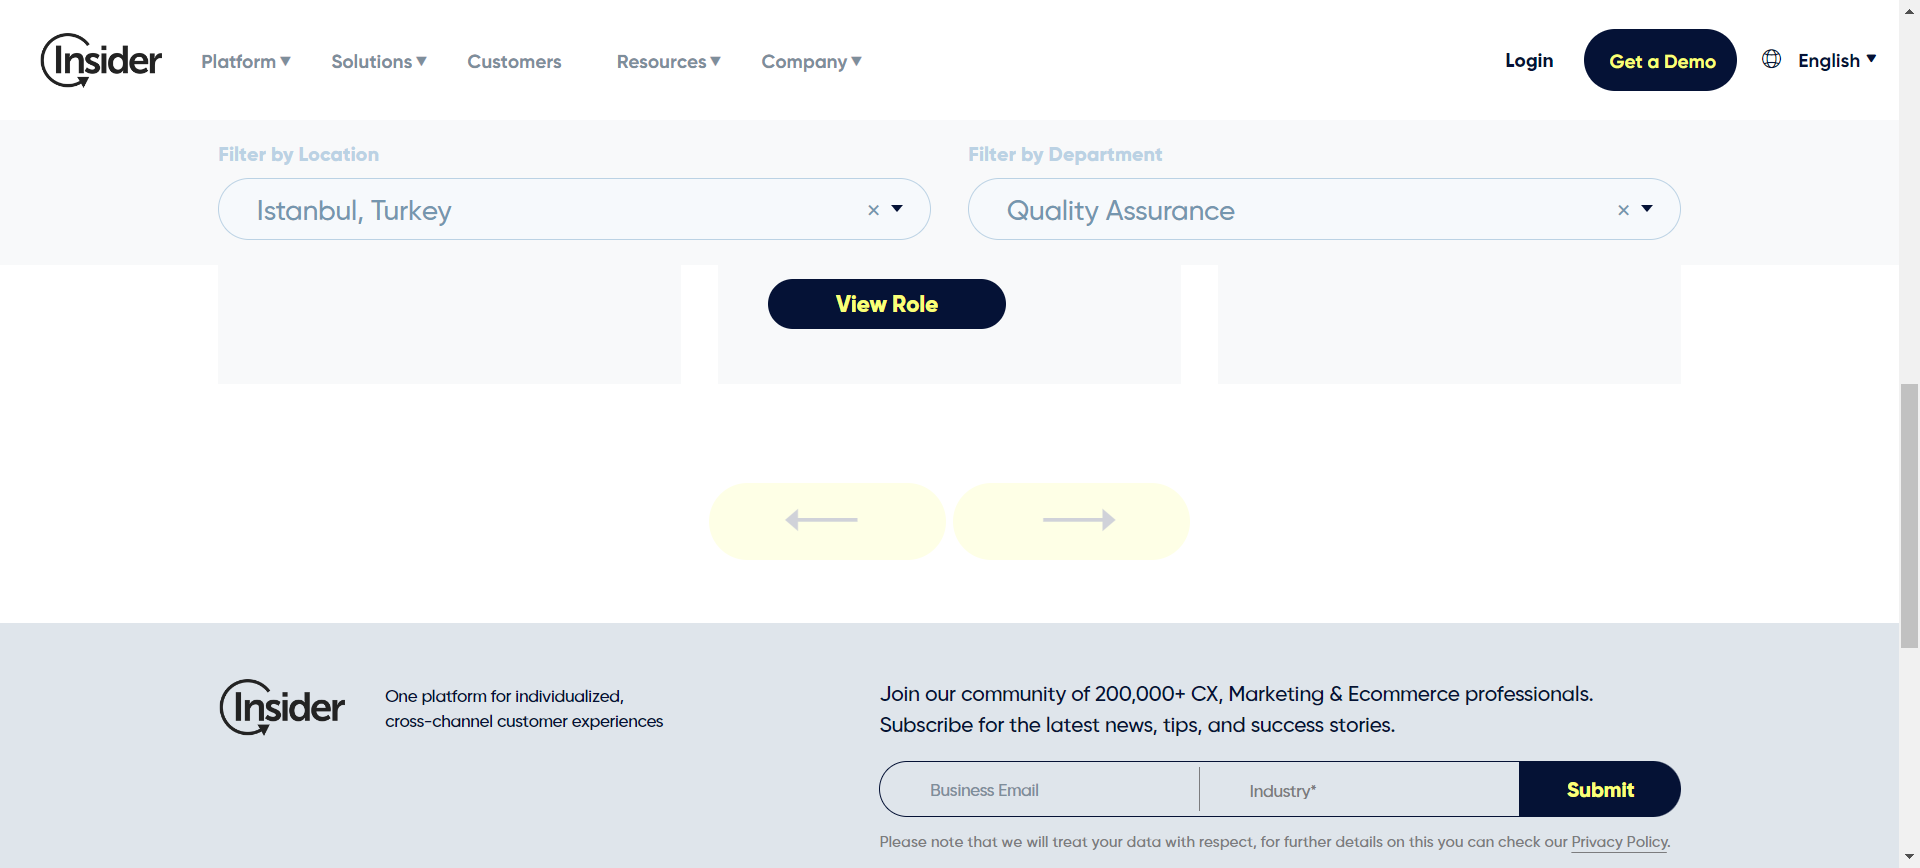 Insider
Platform
Solutions
Customers
Resources
Company
Login
Get a Demo
English
Filter by Location
Filter by Department
Istanbul, Turkey
×
Quality Assurance
×
View Role
Insider
One platform for individualized,
cross-channel customer experiences
Join our community of 200,000+ CX, Marketing & Ecommerce professionals.
Subscribe for the latest news, tips, and success stories.
Business Email
Industry*
Submit
Please note that we will treat your data with respect, for further details on this you can check our Privacy Policy.